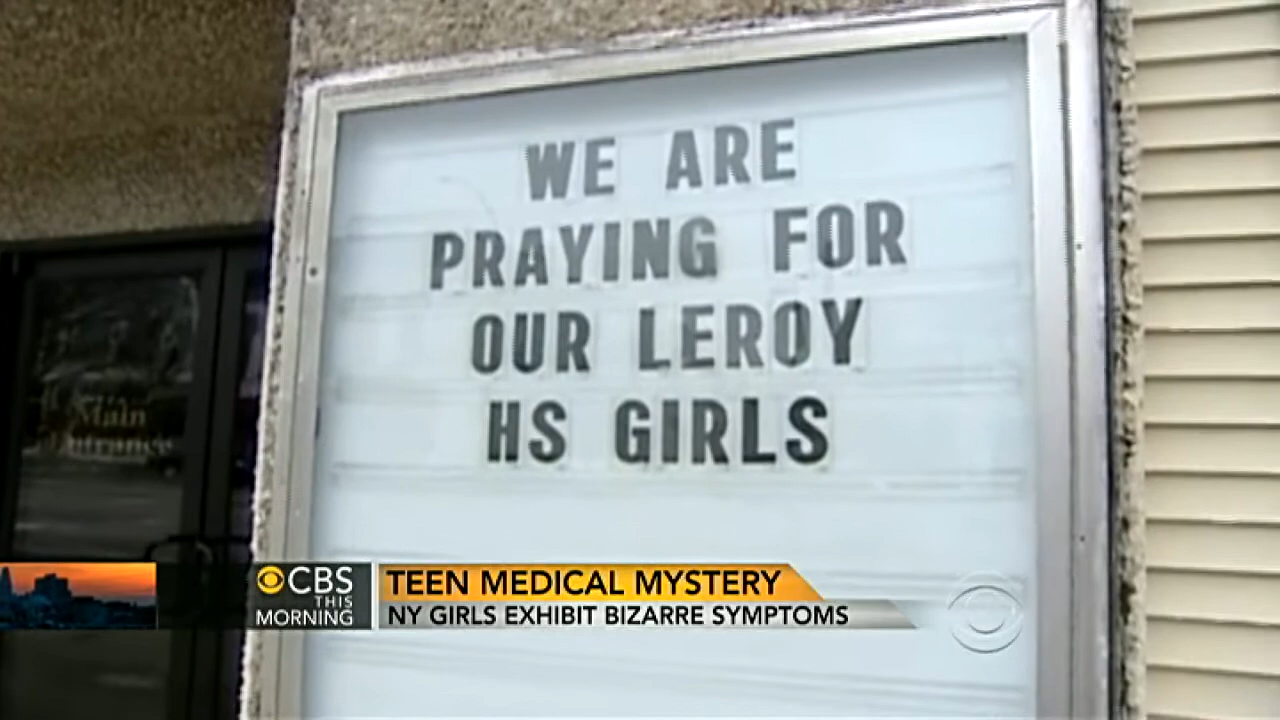 WE ARE
PRAYING FOR
OUR LEROY
HS GIRLS
Main
Entrance
CBS
THIS
MORNING
TEEN MEDICAL MYSTERY
NY GIRLS EXHIBIT BIZARRE SYMPTOMS